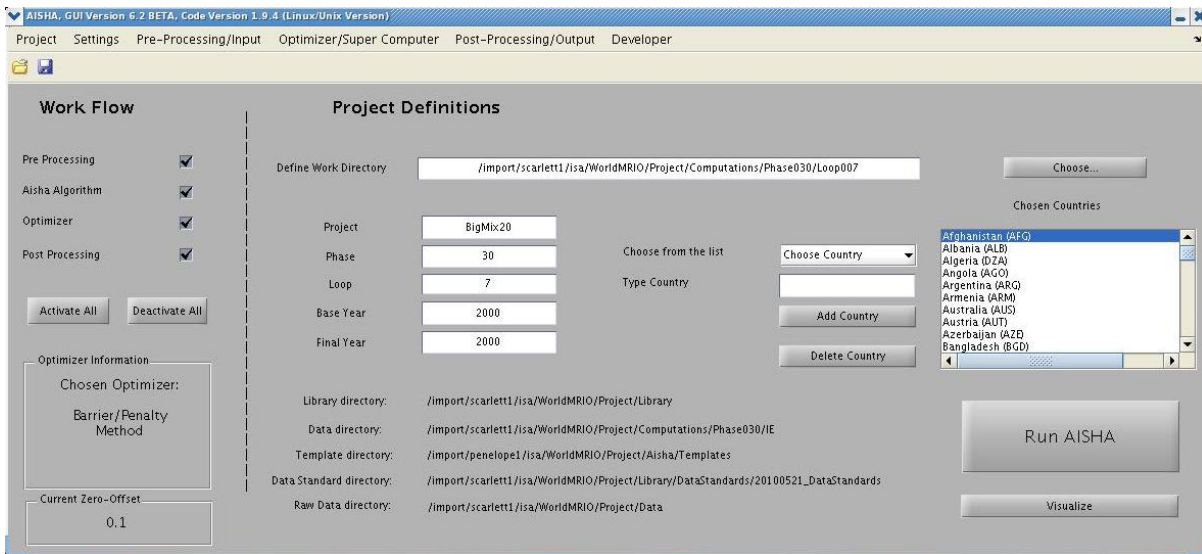 AISHA, GUI Version 6.2 BETA, Code Version 1.9.4 (Linux/Unix Version)
Project Settings Pre-Processing/Input Optimizer/Super Computer Post-Processing/Output Developer
Work Flow
Pre Processing
Aisha Algorithm
Optimizer
Post Processing
Activate All Deactivate All
Optimizer Information
Chosen Optimizer:
Barrier/Penalty
Method
Current Zero-Offset
0.1
Project Definitions
Define Work Directory /import/scarlett1/isa/WorldMRIO/Project/Computations/Phase030/Loop007 Choose...
Project BigMix20
Phase 30
Loop 7
Base Year 2000
Final Year 2000
Choose from the list Choose Country
Type Country
Add Country
Delete Country
Chosen Countries
Afghanistan (AFG)
Albania (ALB)
Algeria (DZA)
Angola (AGO)
Argentina (ARG)
Armenia (ARM)
Australia (AUS)
Austria (AUT)
Azerbaijan (AZE)
Bangladesh (BGD)
Library directory: /import/scarlett1/isa/WorldMRIO/Project/Library
Data directory: /import/scarlett1/isa/WorldMRIO/Project/Computations/Phase030/IE
Template directory: /import/penelope1/isa/WorldMRIO/Project/Aisha/Templates
Data Standard directory: /import/scarlett1/isa/WorldMRIO/Project/Library/DataStandards/20100521_DataStandards
Raw Data directory: /import/scarlett1/isa/WorldMRIO/Project/Data
Run AISHA
Visualize